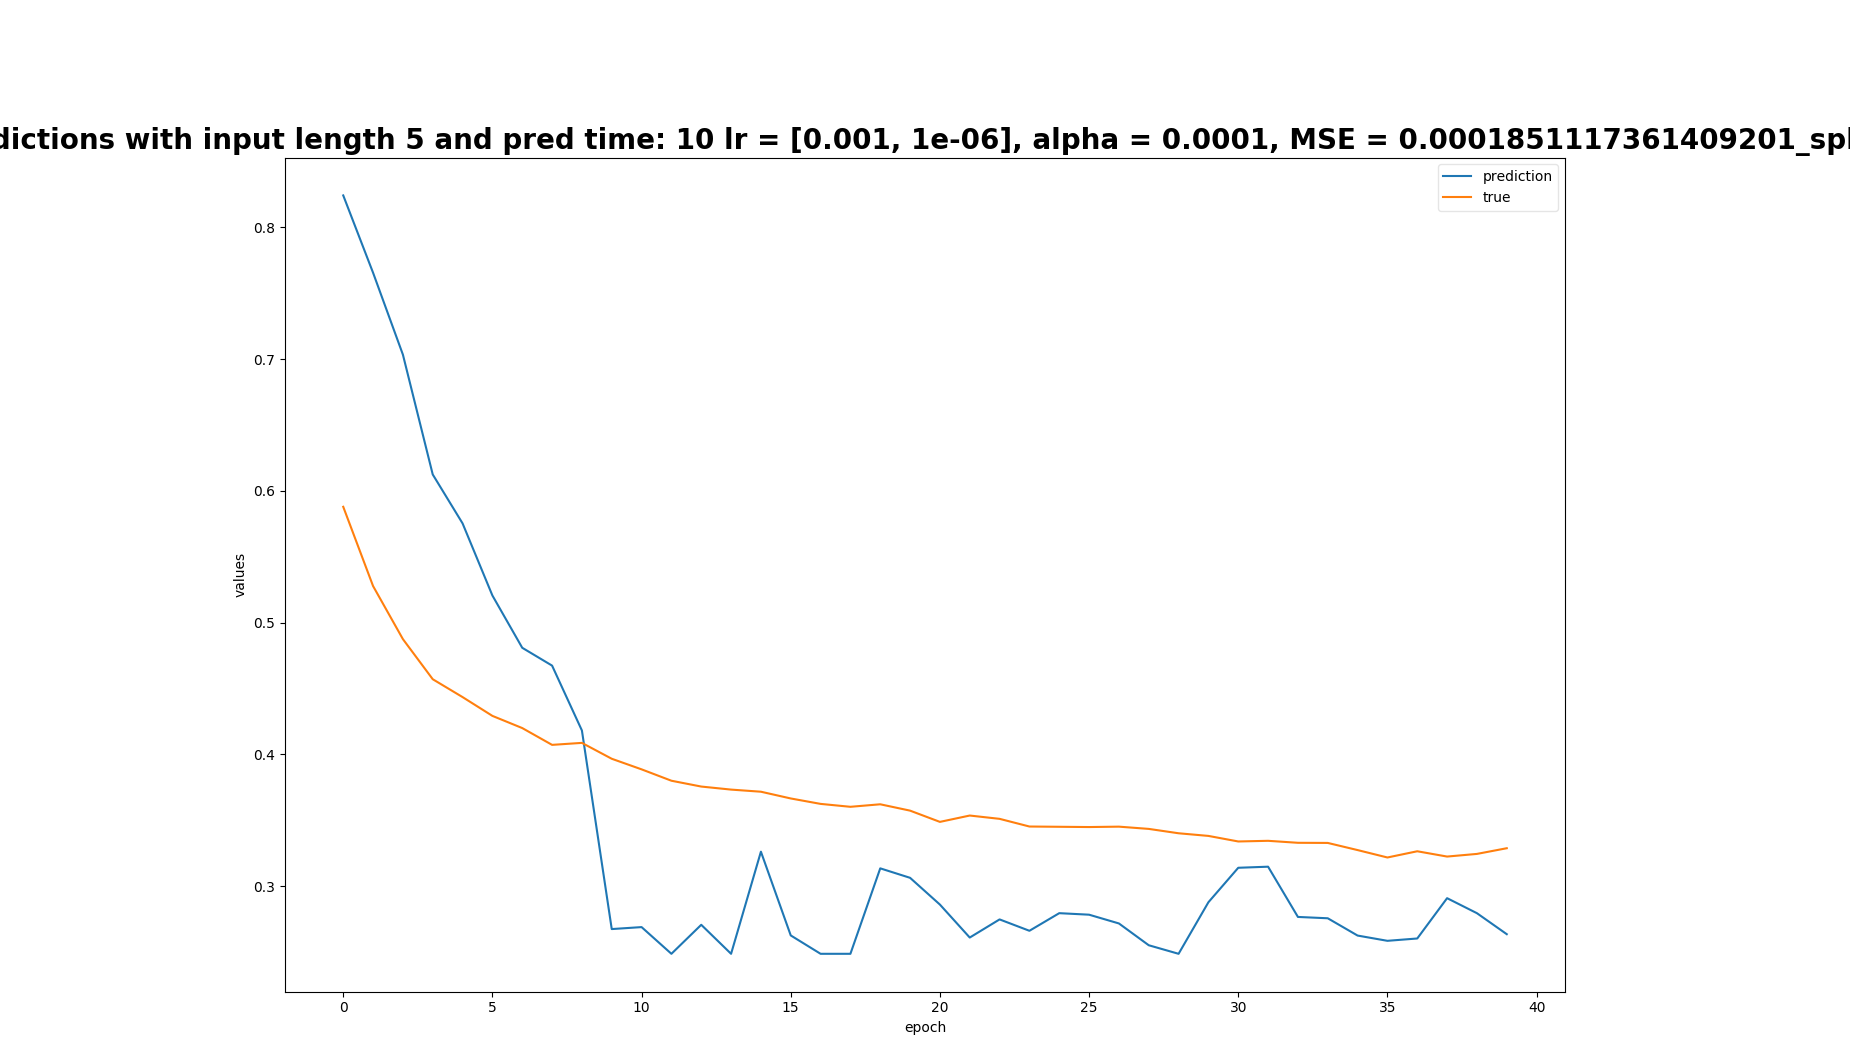 dictions with input length 5 and pred time: 10 lr = [0.001, 1e-06], alpha = 0.0001, MSE = 0.0001851117361409201_spl
prediction
true
0.8
0.7
0.6
0.5
0.4
0.3
values
0 5 10 15 20 25 30 35 40
epoch